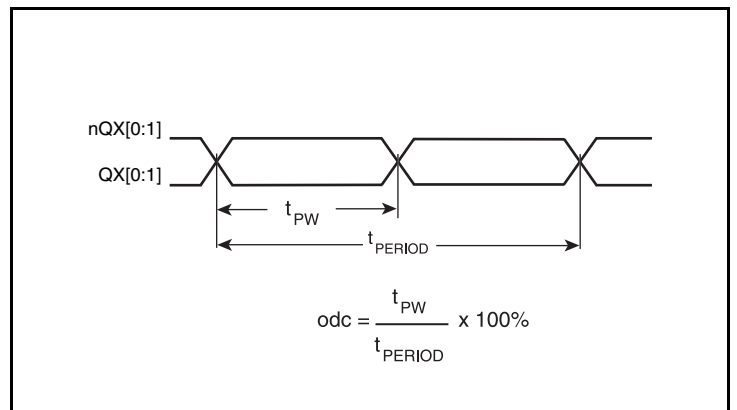 nQX[0:1]
QX[0:1]
tPW
tPERIOD
odc = tPW / tPERIOD x 100%